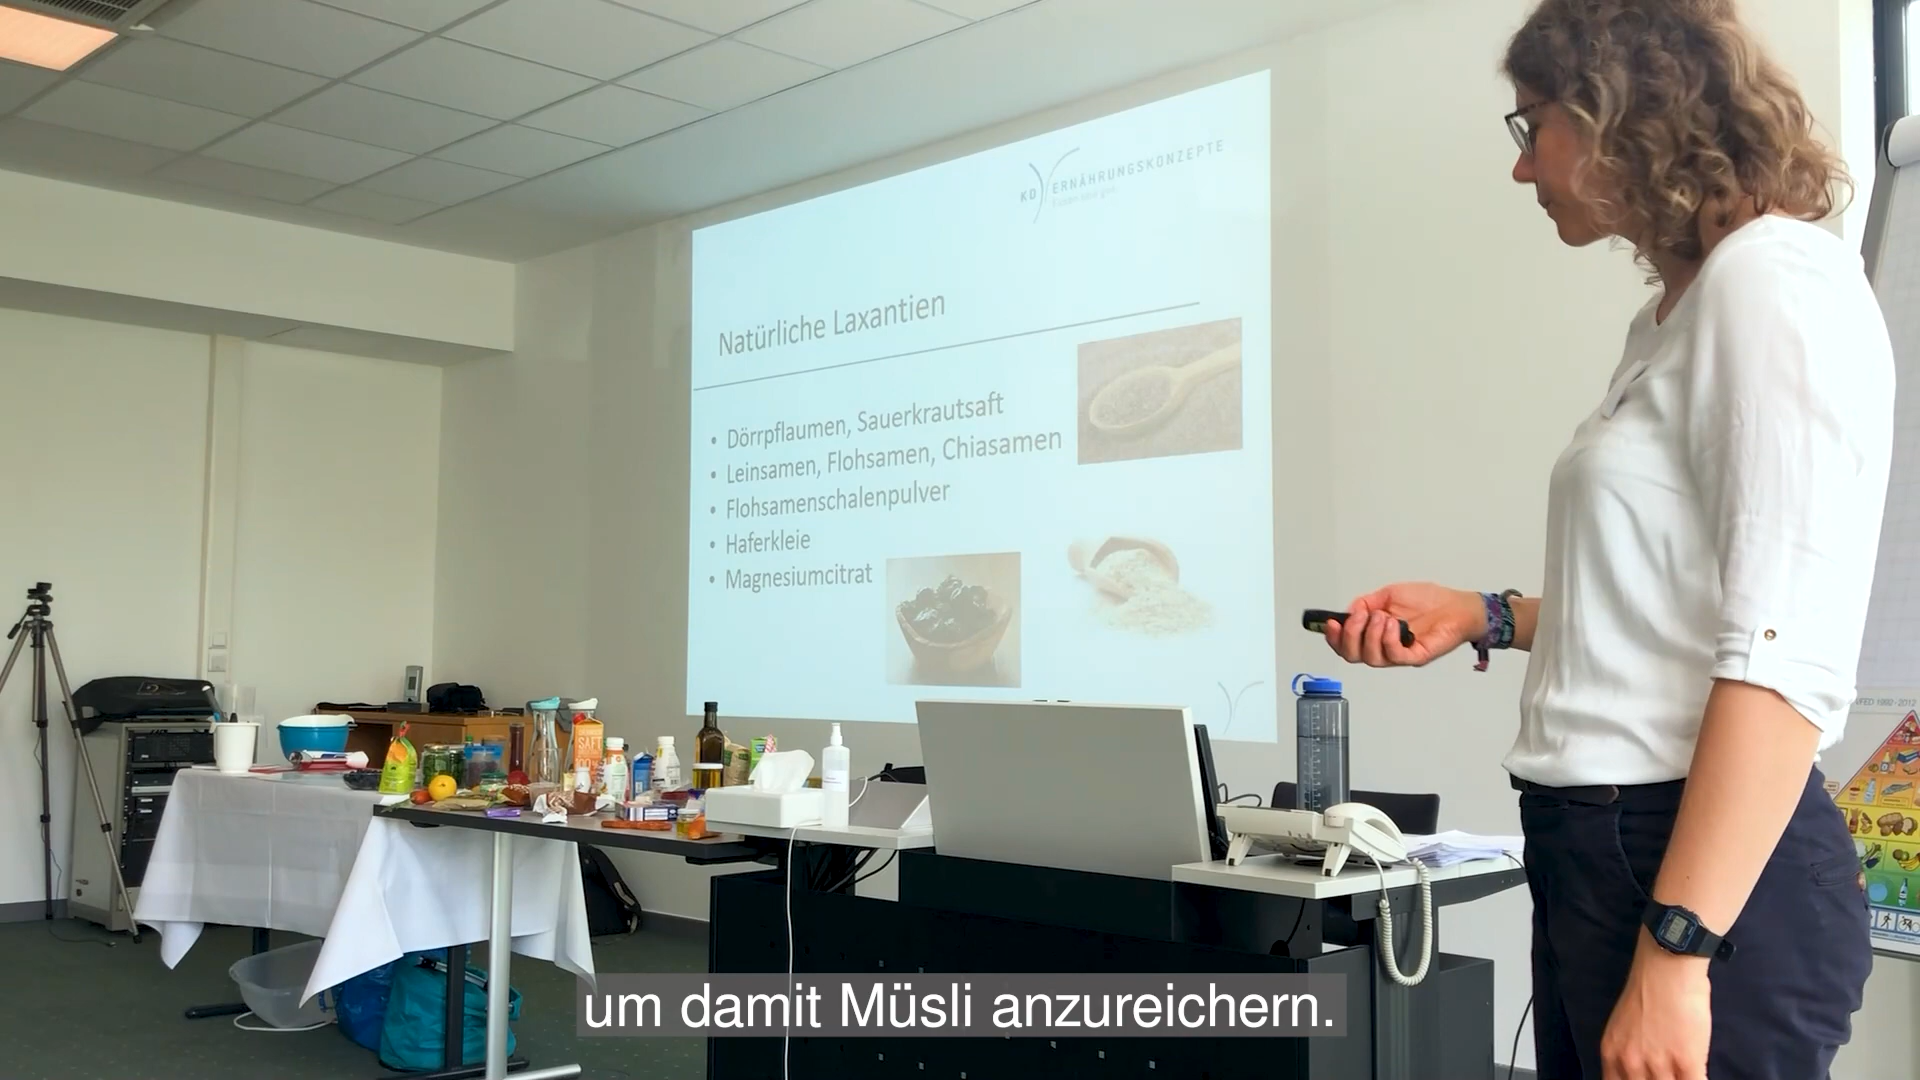 KD ERNÄHRUNGSKONZEPTE
Natürliche Laxantien
• Dörrpflaumen, Sauerkrautsaft
• Leinsamen, Flohsamen, Chiasamen
• Flohsamenschalenpulver
• Haferkleie
• Magnesiumcitrat
SAFT
um damit Müsli anzureichern.